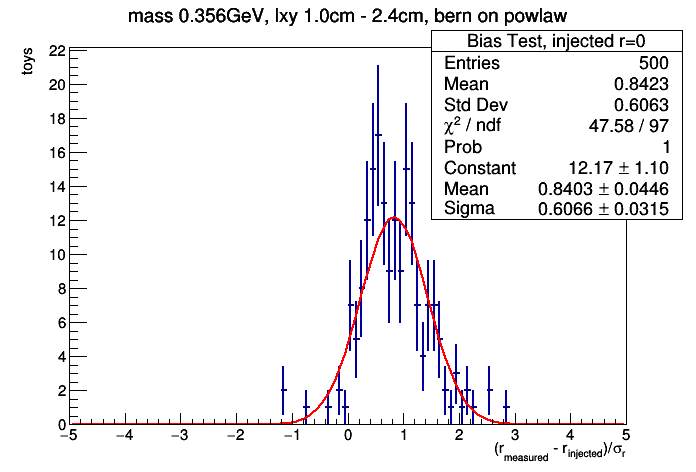 mass 0.356GeV, lxy 1.0cm - 2.4cm, bern on powlaw
Bias Test, injected r=0
Entries 500
Mean 0.8423
Std Dev 0.6063
χ² / ndf 47.58 / 97
Prob 1
Constant 12.17 ± 1.10
Mean 0.8403 ± 0.0446
Sigma 0.6066 ± 0.0315
toys
22
20
18
16
14
12
10
8
6
4
2
0
−5 −4 −3 −2 −1 0 1 2 3 4 5
(r_measured - r_injected)/σ_r